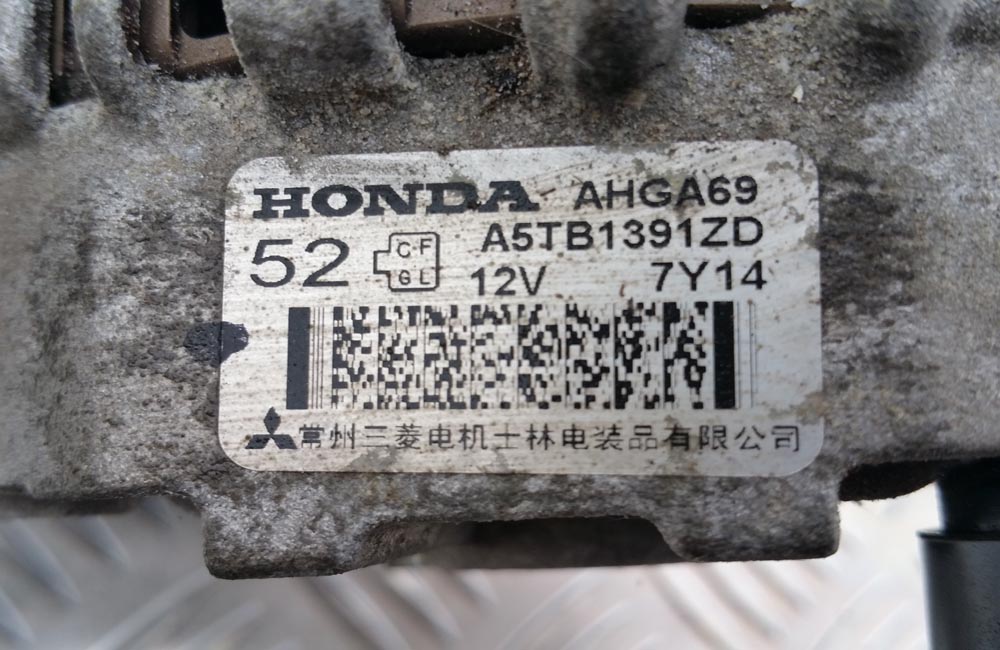 HONDA AHGA69
52 CF A5TB1391ZD
GL 12V 7Y14
常州三菱电机士林电装品有限公司